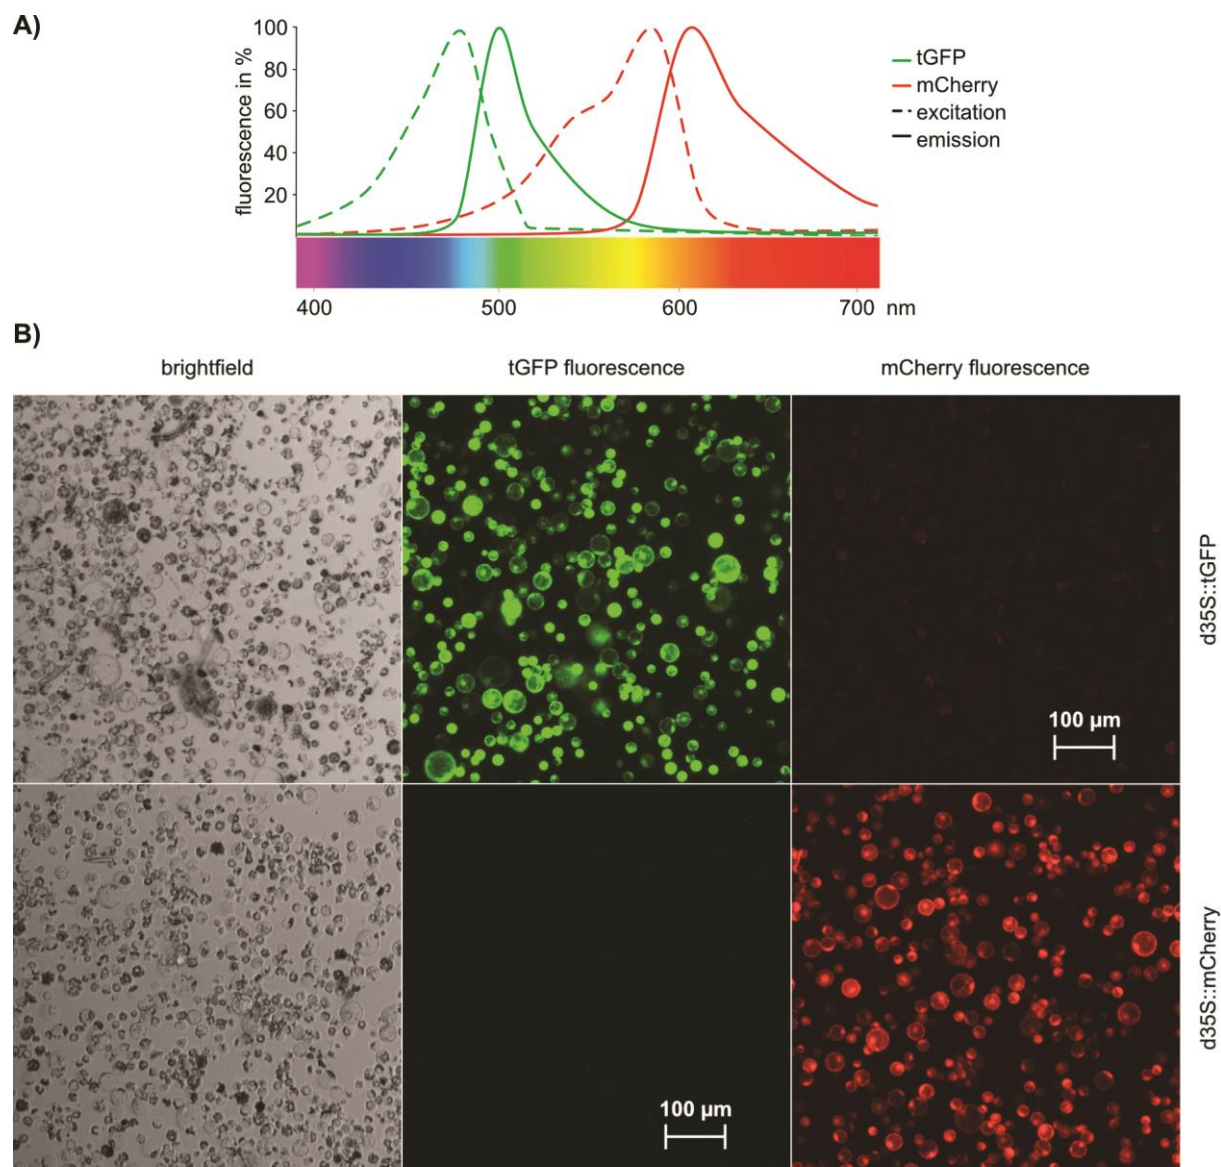 A)
fluorescence in %
100
80
60
40
20
400 500 600 700 nm
tGFP
mCherry
excitation
emission
B)
brightfield tGFP fluorescence mCherry fluorescence
d35S::tGFP
100 µm
d35S::mCherry
100 µm